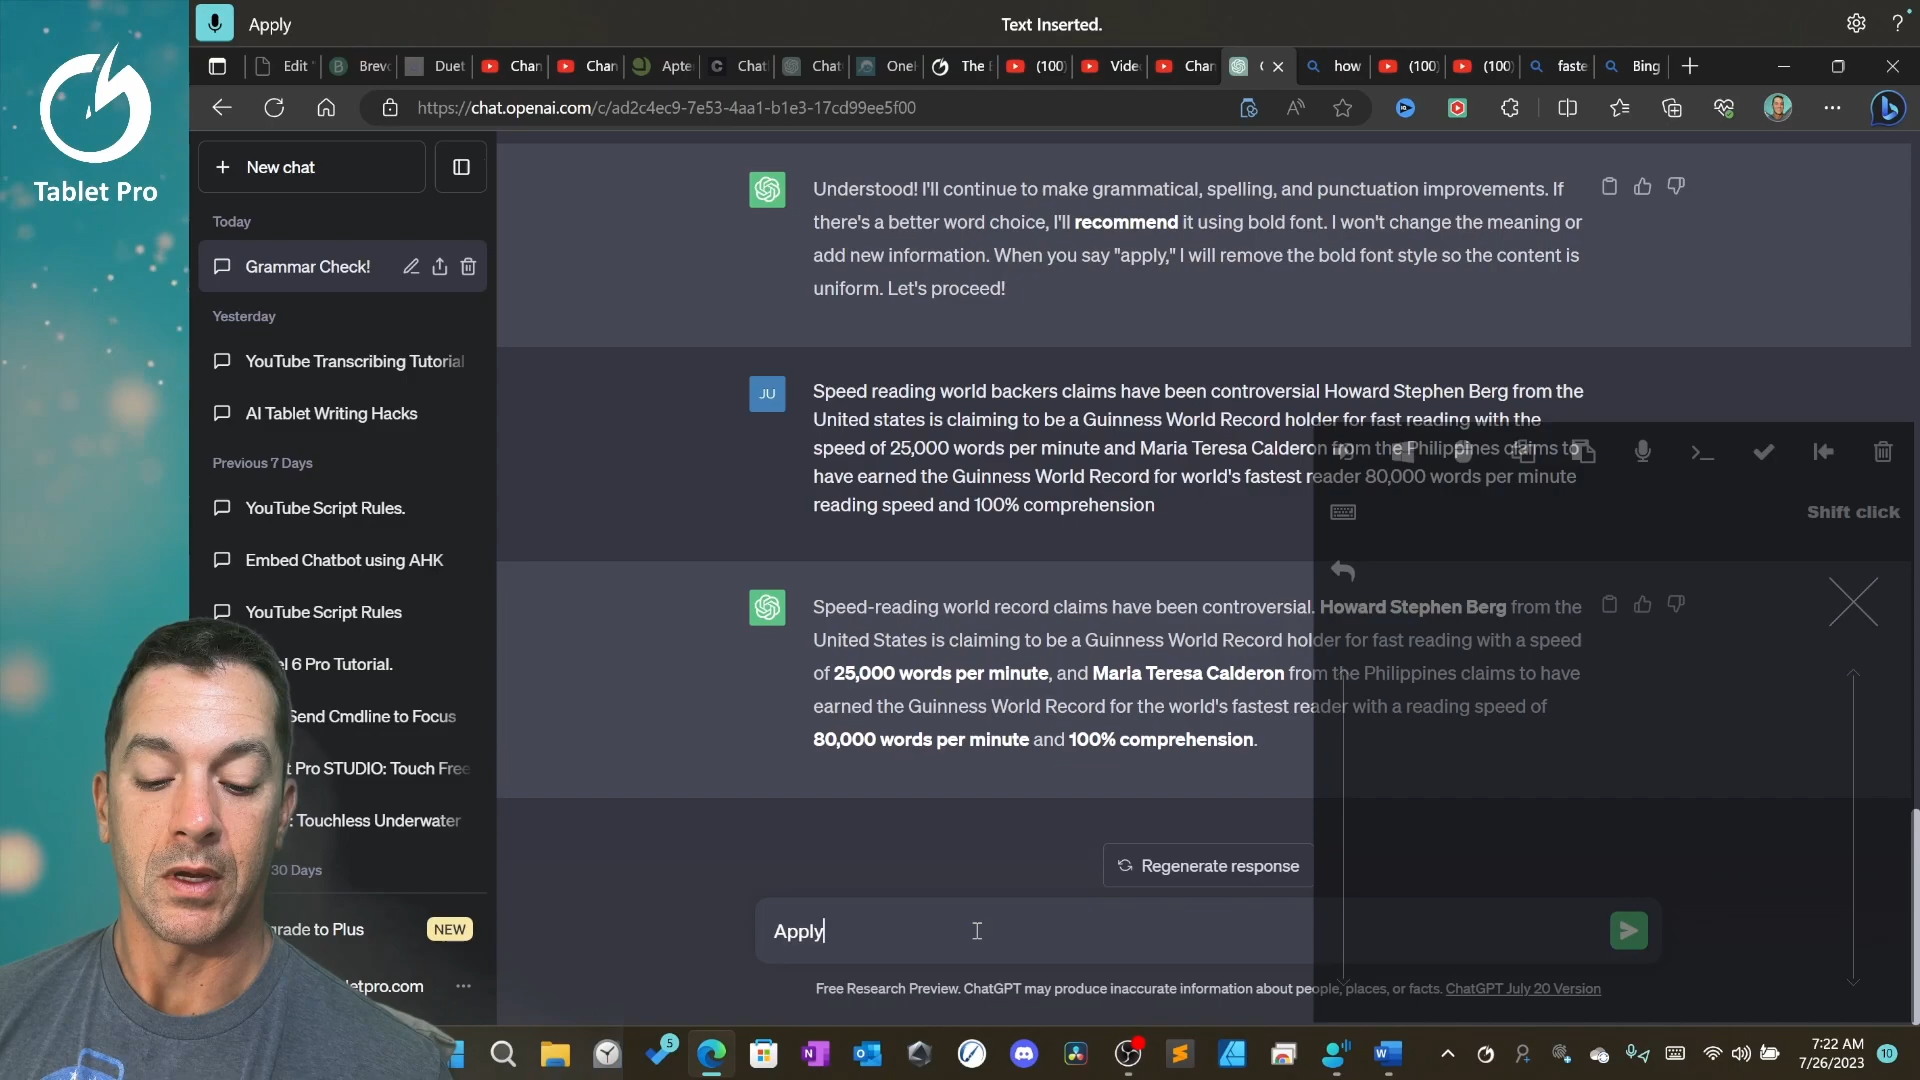 Apply
Text Inserted.
?
Tablet Pro
Edit
Brev
Duet
Chan
Chan
Apte
Chat
Chat
One
The E
(100)
Vide
Chan
how
(100)
(100)
faste
Bing
https://chat.openai.com/c/ad2c4ec9-7e53-4aa1-b1e3-17cd99ee5f00
New chat
Today
Grammar Check!
Yesterday
YouTube Transcribing Tutorial
AI Tablet Writing Hacks
Previous 7 Days
YouTube Script Rules.
Embed Chatbot using AHK
YouTube Script Rules
el 6 Pro Tutorial.
Send Cmdline to Focus
t Pro STUDIO: Touch Free
: Touchless Underwater
30 Days
grade to Plus
NEW
letpro.com
Understood! I'll continue to make grammatical, spelling, and punctuation improvements. If
there's a better word choice, I'll recommend it using bold font. I won't change the meaning or
add new information. When you say "apply," I will remove the bold font style so the content is
uniform. Let's proceed!
JU
Speed reading world backers claims have been controversial Howard Stephen Berg from the
United states is claiming to be a Guinness World Record holder for fast reading with the
speed of 25,000 words per minute and Maria Teresa Calderon from the Philippines claims to
have earned the Guinness World Record for world's fastest reader 80,000 words per minute
reading speed and 100% comprehension
Shift click
Speed-reading world record claims have been controversial. Howard Stephen Berg from the
United States is claiming to be a Guinness World Record holder for fast reading with a speed
of 25,000 words per minute, and Maria Teresa Calderon from the Philippines claims to have
earned the Guinness World Record for the world's fastest reader with a reading speed of
80,000 words per minute and 100% comprehension.
Regenerate response
Apply
Free Research Preview. ChatGPT may produce inaccurate information about people, places, or facts. ChatGPT July 20 Version
5
7:22 AM
7/26/2023
10